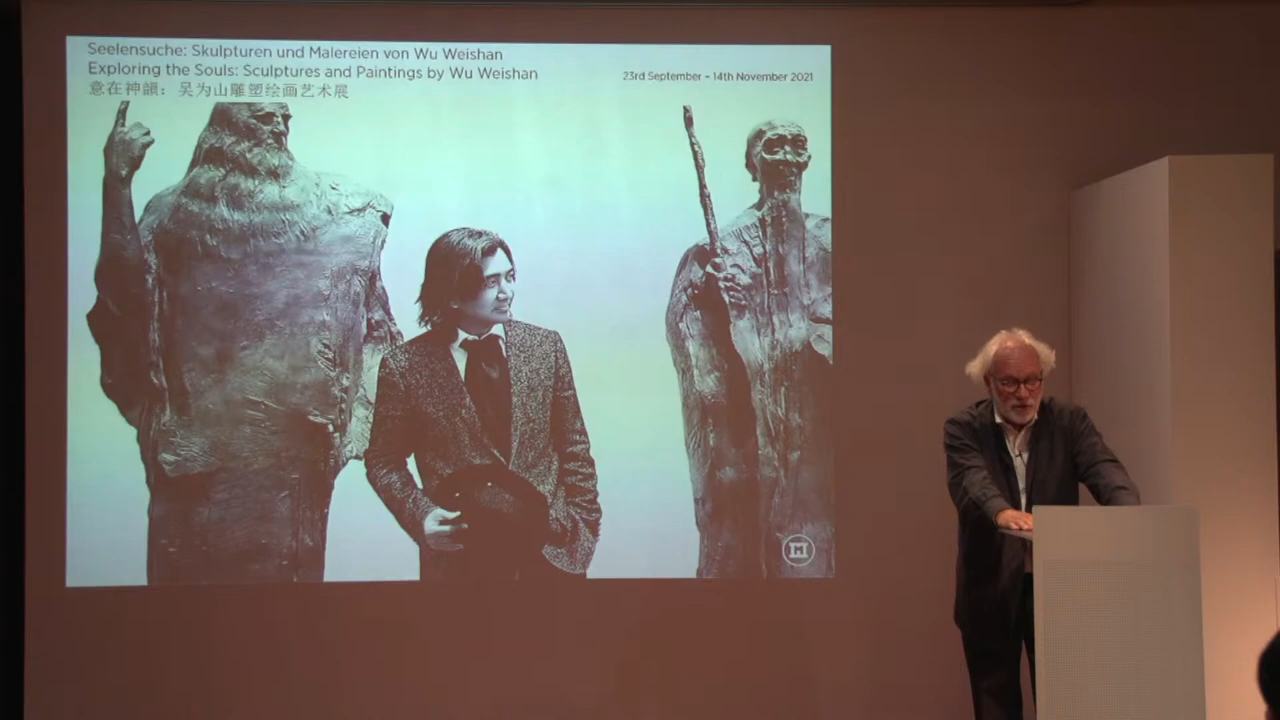 Seelensuche: Skulpturen und Malereien von Wu Weishan
Exploring the Souls: Sculptures and Paintings by Wu Weishan
意在神韻：吴为山雕塑绘画艺术展
23rd September – 14th November 2021